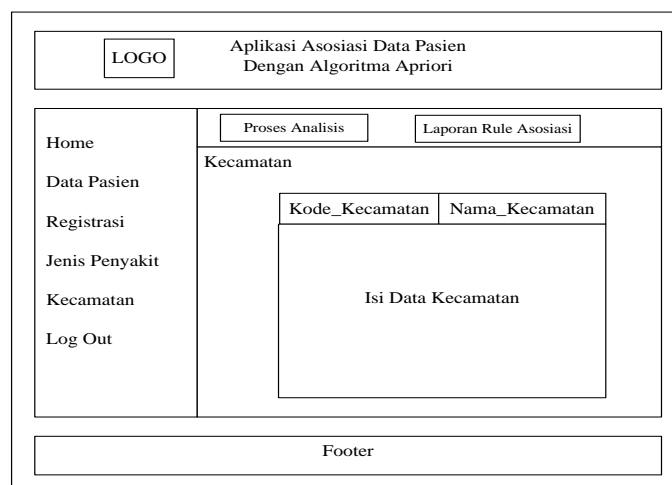 LOGO
Aplikasi Asosiasi Data Pasien
Dengan Algoritma Apriori
Home
Data Pasien
Registrasi
Jenis Penyakit
Kecamatan
Log Out
Proses Analisis
Laporan Rule Asosiasi
Kecamatan
Kode_Kecamatan
Nama_Kecamatan
Isi Data Kecamatan
Footer